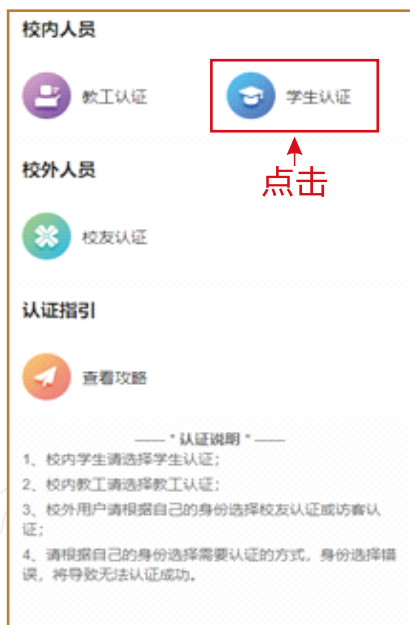 校内人员
教工认证 学生认证
点击
校外人员
校友认证
认证指引
查看攻略
—— * 认证说明 * ——
1、校内学生请选择学生认证；
2、校内教工请选择教工认证；
3、校外用户请根据自己的身份选择校友认证或访客认
证；
4、请根据自己的身份选择需要认证的方式，身份选择错
误，将导致无法认证成功。